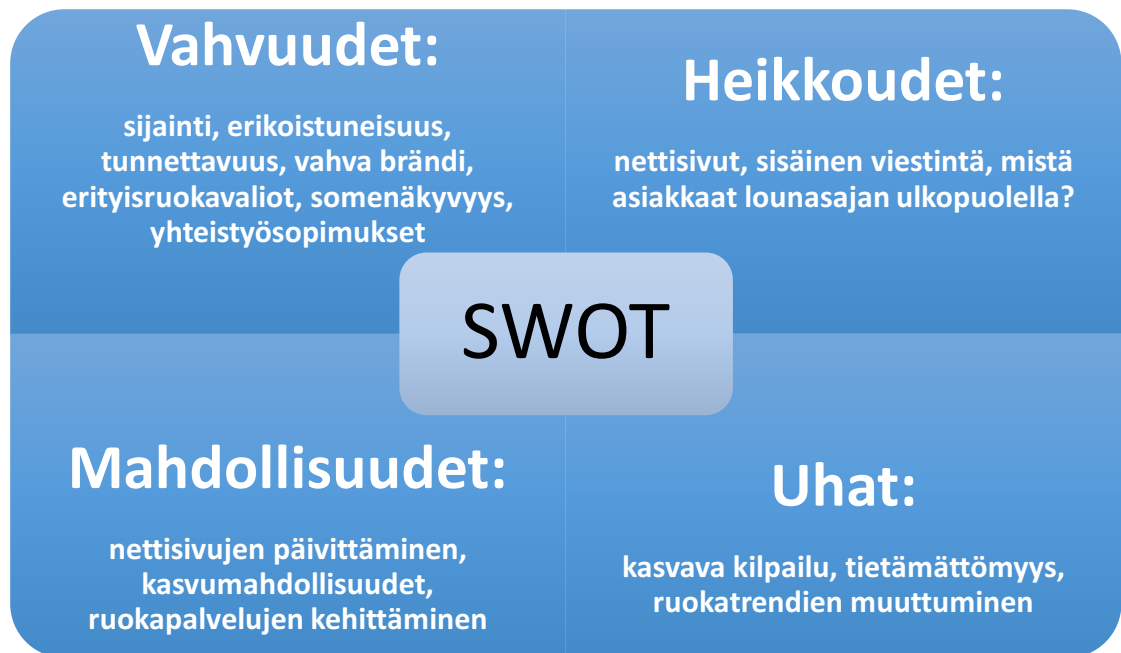 Vahvuudet:
sijainti, erikoistuneisuus,
tunnettavuus, vahva brändi,
erityisruokavaliot, somenäkyvyys,
yhteistyösopimukset
Heikkoudet:
nettisivut, sisäinen viestintä, mistä
asiakkaat lounasajan ulkopuolella?
SWOT
Mahdollisuudet:
nettisivujen päivittäminen,
kasvumahdollisuudet,
ruokapalvelujen kehittäminen
Uhat:
kasvava kilpailu, tietämättömyys,
ruokatrendien muuttuminen